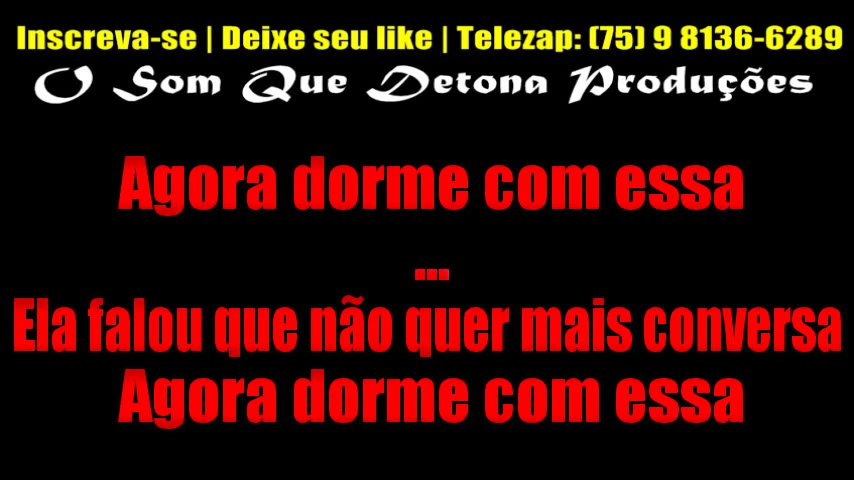 Inscreva-se | Deixe seu like | Telezap: (75) 9 8136-6289
O Som Que Detona Produções
Agora dorme com essa
...
Ela falou que não quer mais conversa
Agora dorme com essa